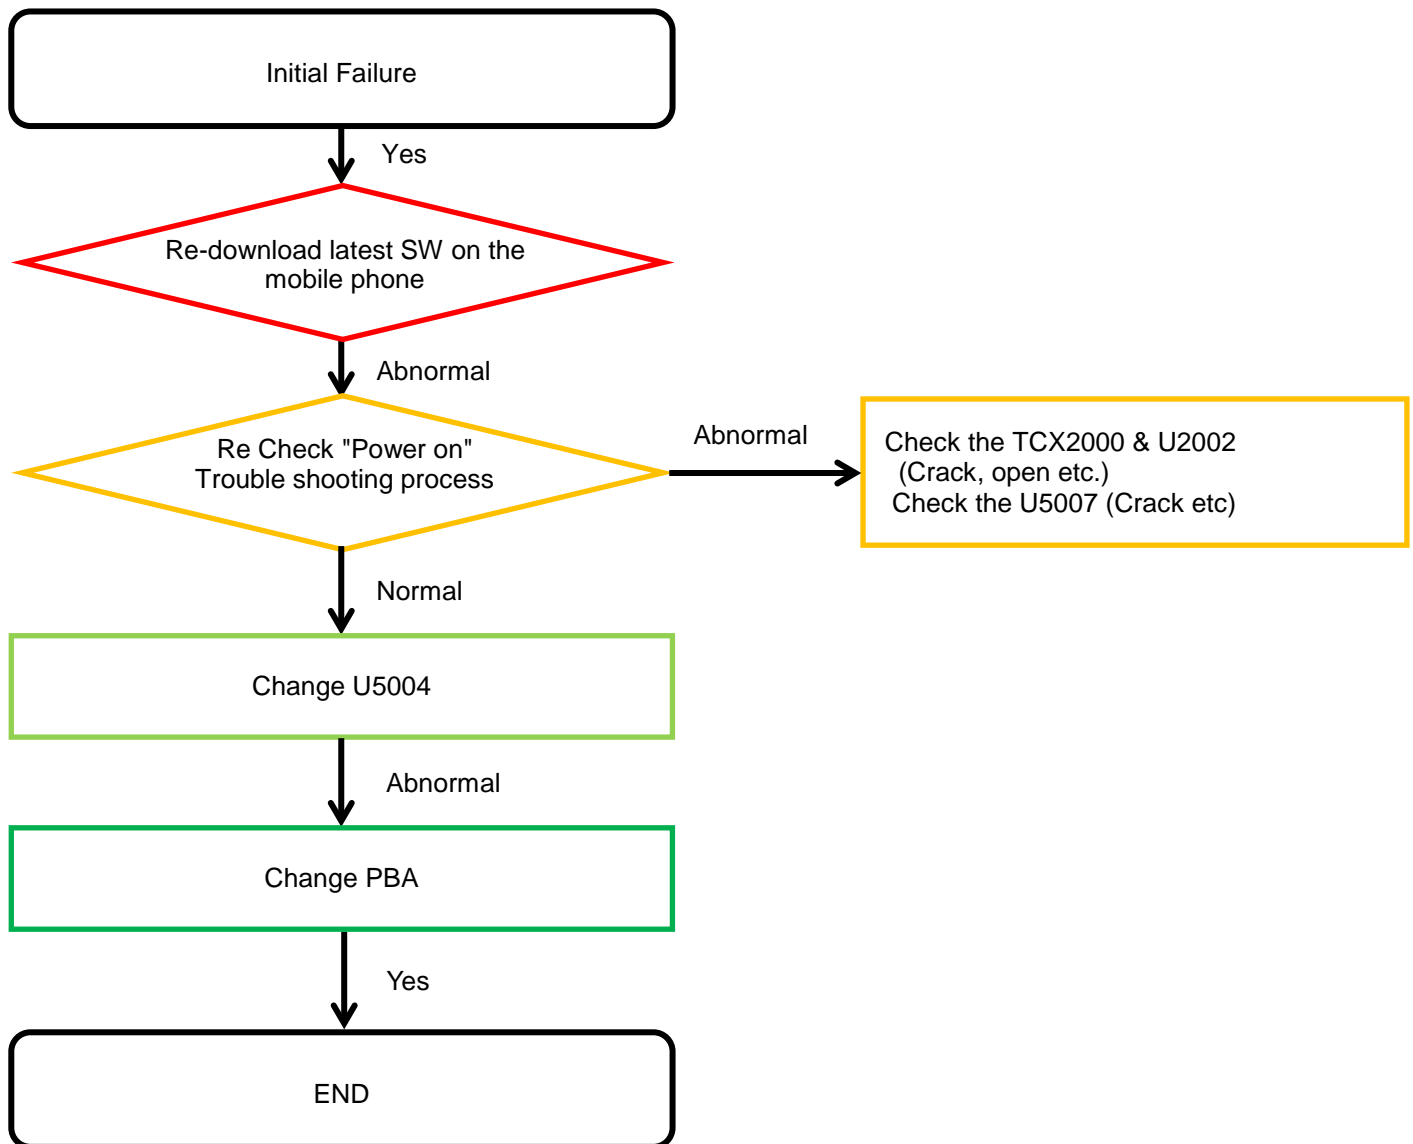 Initial Failure
Yes
Re-download latest SW on the
mobile phone
Abnormal
Re Check "Power on"
Trouble shooting process
Abnormal
Check the TCX2000 & U2002
(Crack, open etc.)
Check the U5007 (Crack etc)
Normal
Change U5004
Abnormal
Change PBA
Yes
END